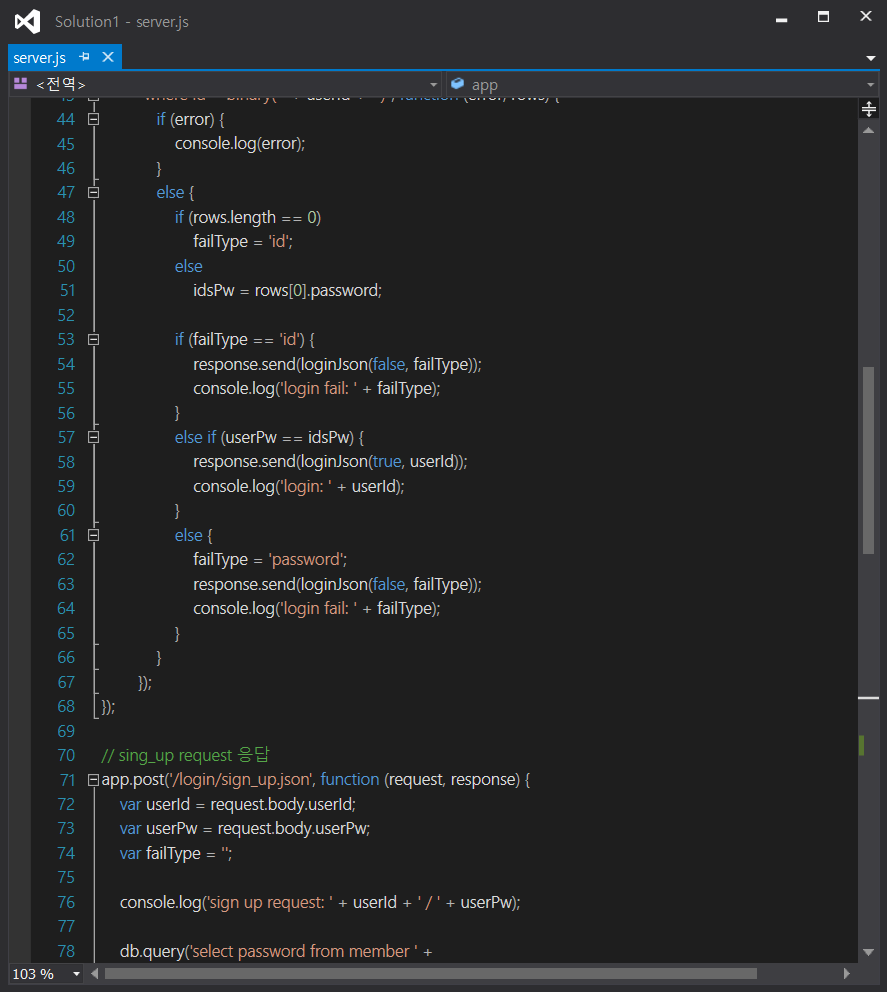 Solution1 - server.js
server.js
<전역>
app
44 if (error) {
45 console.log(error);
46 }
47 else {
48 if (rows.length == 0)
49 failType = 'id';
50 else
51 idsPw = rows[0].password;
52
53 if (failType == 'id') {
54 response.send(loginJson(false, failType));
55 console.log('login fail: ' + failType);
56 }
57 else if (userPw == idsPw) {
58 response.send(loginJson(true, userId));
59 console.log('login: ' + userId);
60 }
61 else {
62 failType = 'password';
63 response.send(loginJson(false, failType));
64 console.log('login fail: ' + failType);
65 }
66 }
67 });
68 });
69
70 // sing_up request 응답
71 app.post('/login/sign_up.json', function (request, response) {
72 var userId = request.body.userId;
73 var userPw = request.body.userPw;
74 var failType = '';
75
76 console.log('sign up request: ' + userId + ' / ' + userPw);
77
78 db.query('select password from member ' +
103 %